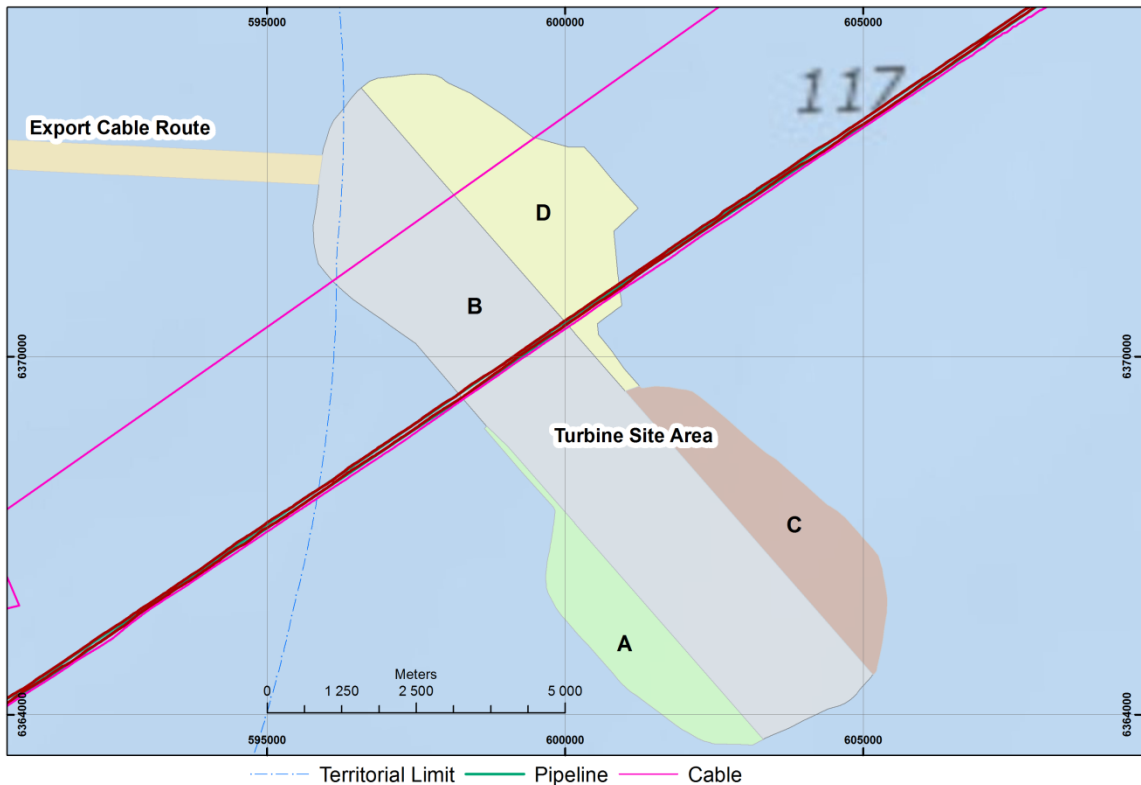 595000 600000 605000
117
Export Cable Route
D
B
6370000 6370000
Turbine Site Area
C
A
Meters
0 1 250 2 500 5 000
6364000 6364000
595000 600000 605000
Territorial Limit Pipeline Cable